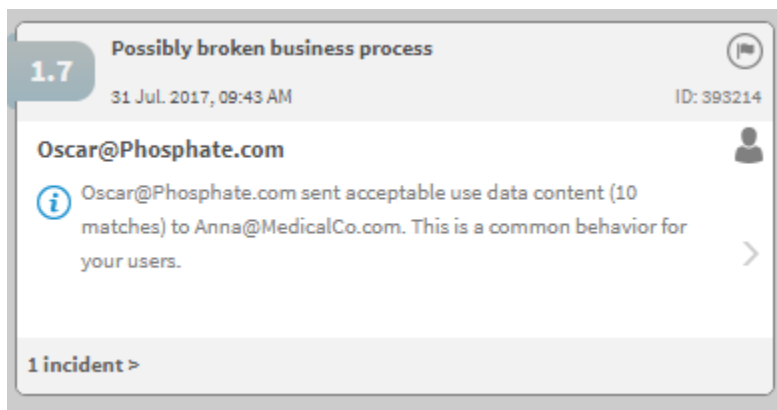 1.7
Possibly broken business process
31 Jul. 2017, 09:43 AM
ID: 393214
Oscar@Phosphate.com
Oscar@Phosphate.com sent acceptable use data content (10
matches) to Anna@MedicalCo.com. This is a common behavior for
your users.
1 incident >